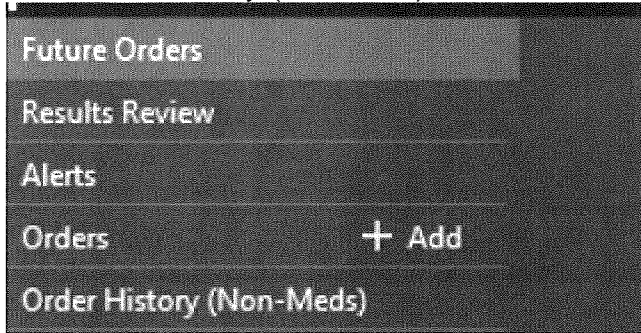 Future Orders
Results Review
Alerts
Orders + Add
Order History (Non-Meds)